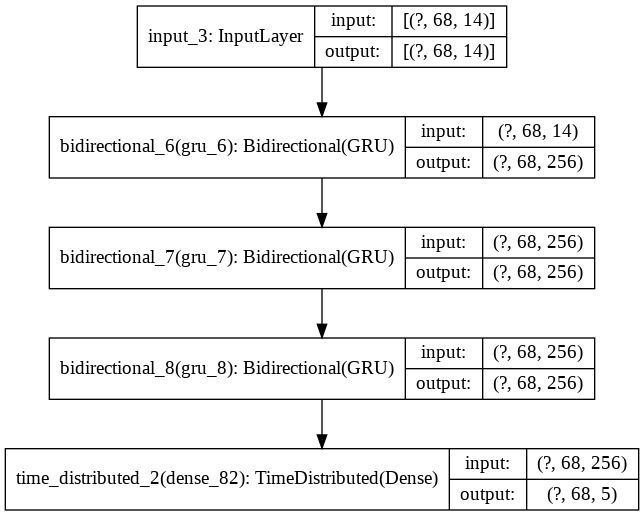 input_3: InputLayer
input: [(?, 68, 14)]
output: [(?, 68, 14)]
bidirectional_6(gru_6): Bidirectional(GRU)
input: (?, 68, 14)
output: (?, 68, 256)
bidirectional_7(gru_7): Bidirectional(GRU)
input: (?, 68, 256)
output: (?, 68, 256)
bidirectional_8(gru_8): Bidirectional(GRU)
input: (?, 68, 256)
output: (?, 68, 256)
time_distributed_2(dense_82): TimeDistributed(Dense)
input: (?, 68, 256)
output: (?, 68, 5)